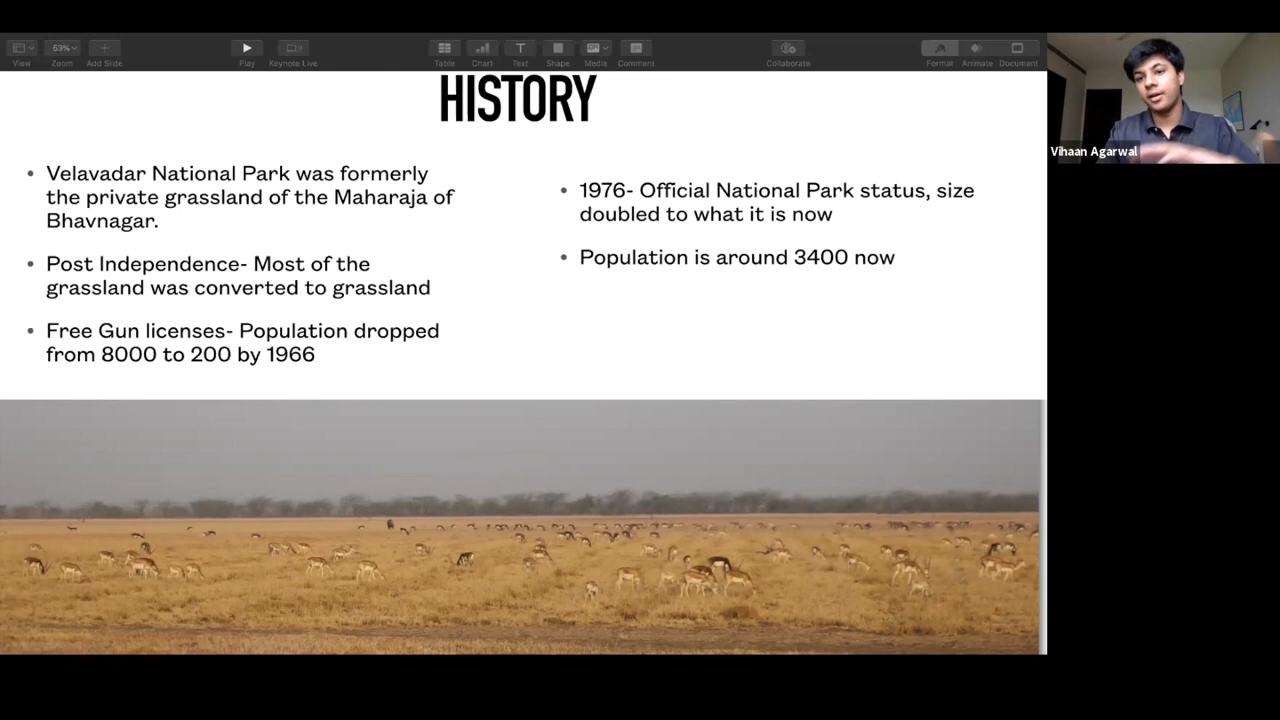 53%
View
Zoom
Add Slide
Play
Keynote Live
Table
Chart
Text
Shape
Media
Comment
Collaborate
Format
Animate
Document
HISTORY
• Velavadar National Park was formerly
the private grassland of the Maharaja of
Bhavnagar.
• Post Independence- Most of the
grassland was converted to grassland
• Free Gun licenses- Population dropped
from 8000 to 200 by 1966
• 1976- Official National Park status, size
doubled to what it is now
• Population is around 3400 now
Vihaan Agarwal